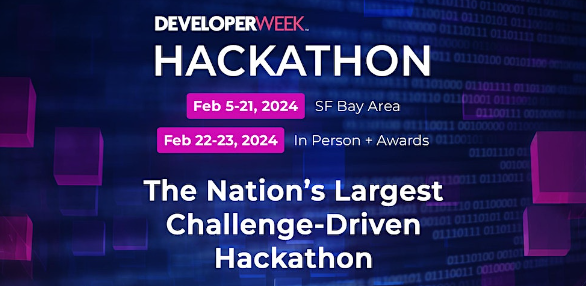 DEVELOPERWEEK
HACKATHON
Feb 5-21, 2024 SF Bay Area
Feb 22-23, 2024 In Person + Awards
The Nation's Largest
Challenge-Driven
Hackathon